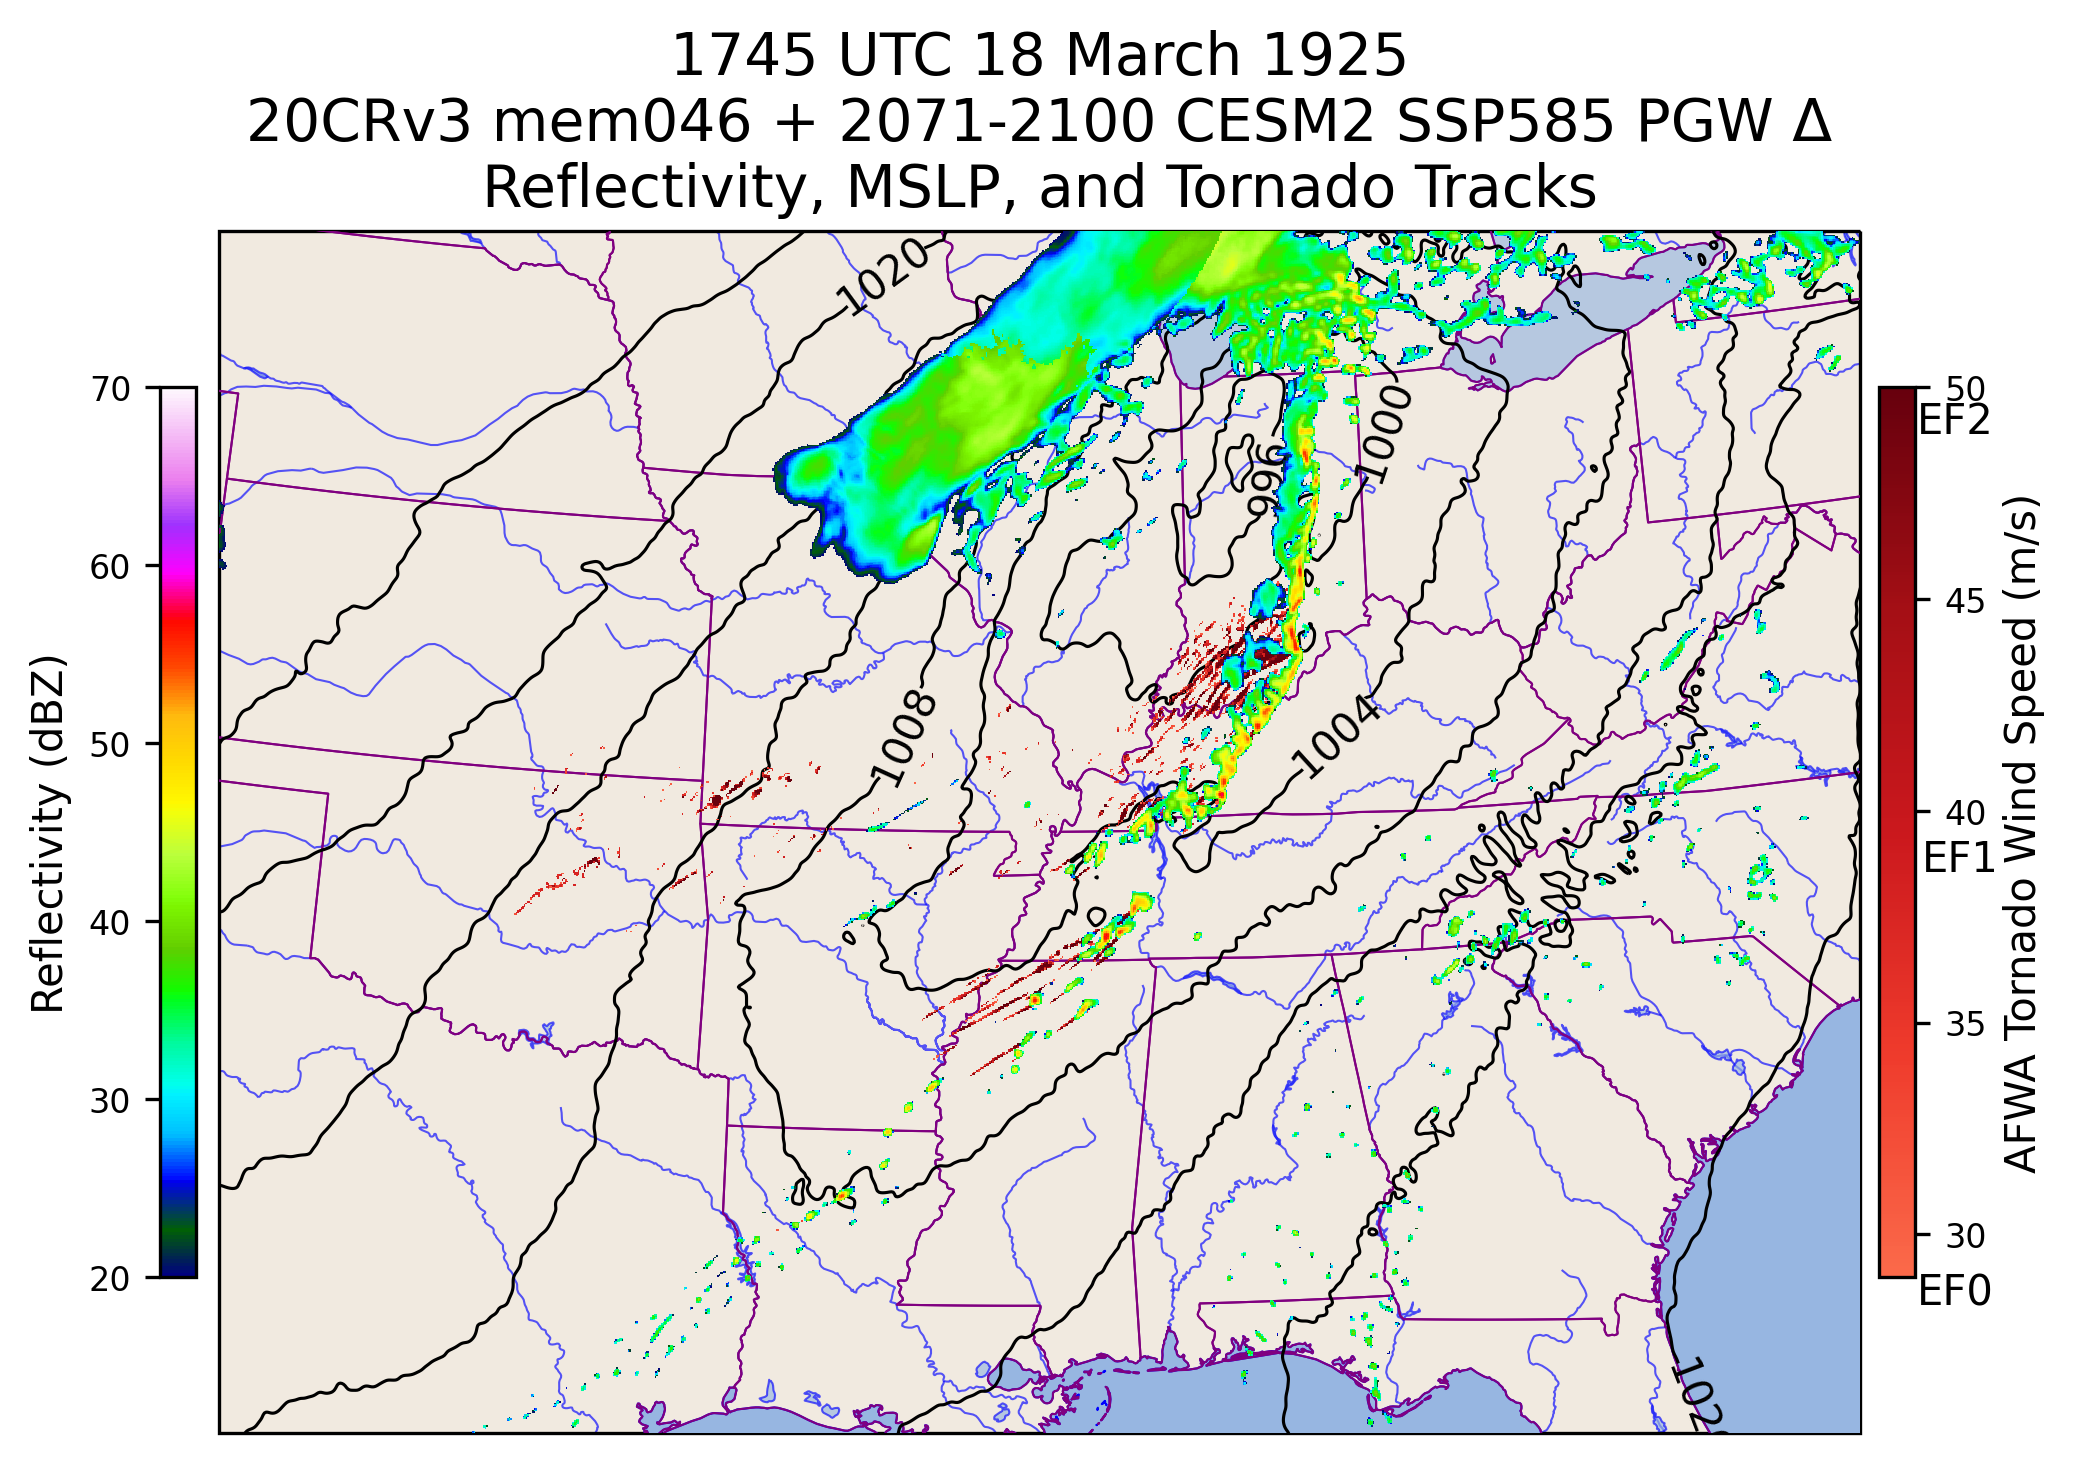 1745 UTC 18 March 1925
20CRv3 mem046 + 2071-2100 CESM2 SSP585 PGW Δ
Reflectivity, MSLP, and Tornado Tracks
1020
1000
996
1008
1004
70
60
50
40
30
20
Reflectivity (dBZ)
50
EF2
45
40
EF1
35
30
EF0
AFWA Tornado Wind Speed (m/s)